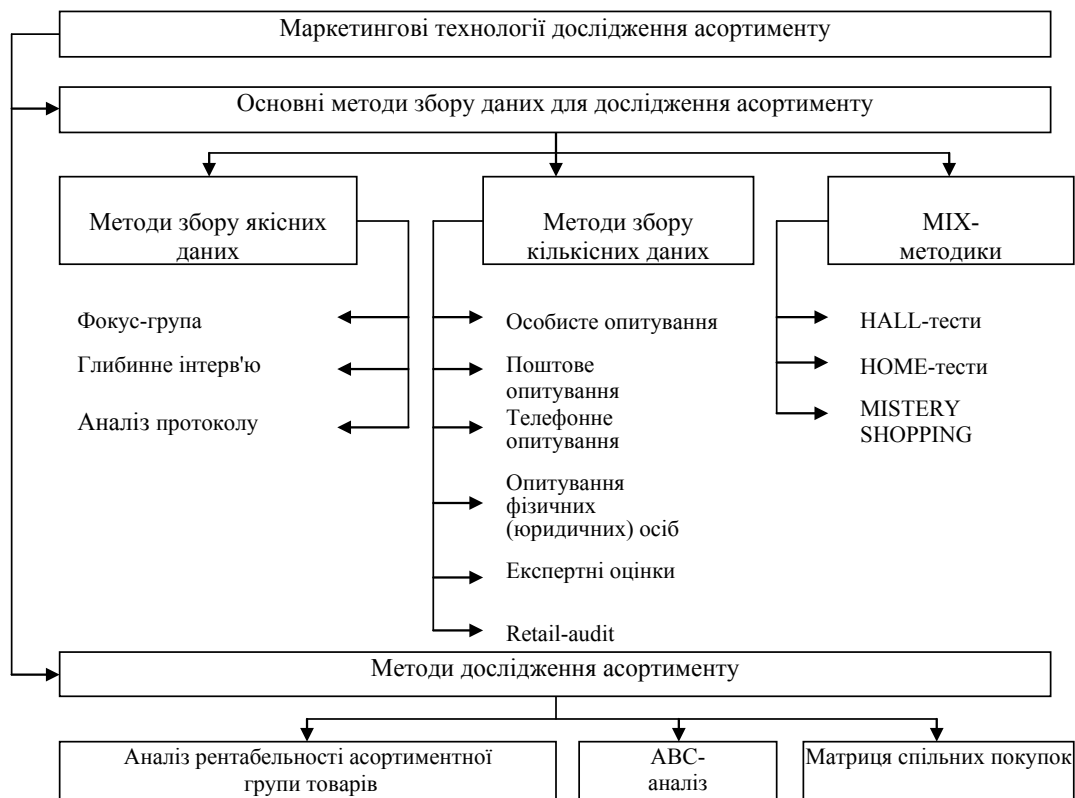 Маркетингові технології дослідження асортименту
Основні методи збору даних для дослідження асортименту
Методи збору якісних
даних
Фокус-група
Глибинне інтерв'ю
Аналіз протоколу
Методи збору
кількісних даних
Особисте опитування
Поштове
опитування
Телефонне
опитування
Опитування
фізичних
(юридичних) осіб
Експертні оцінки
Retail-audit
MIX-
методики
HALL-тести
HOME-тести
MISTERY
SHOPPING
Методи дослідження асортименту
Аналіз рентабельності асортиментної
групи товарів
АВС-
аналіз
Матриця спільних покупок